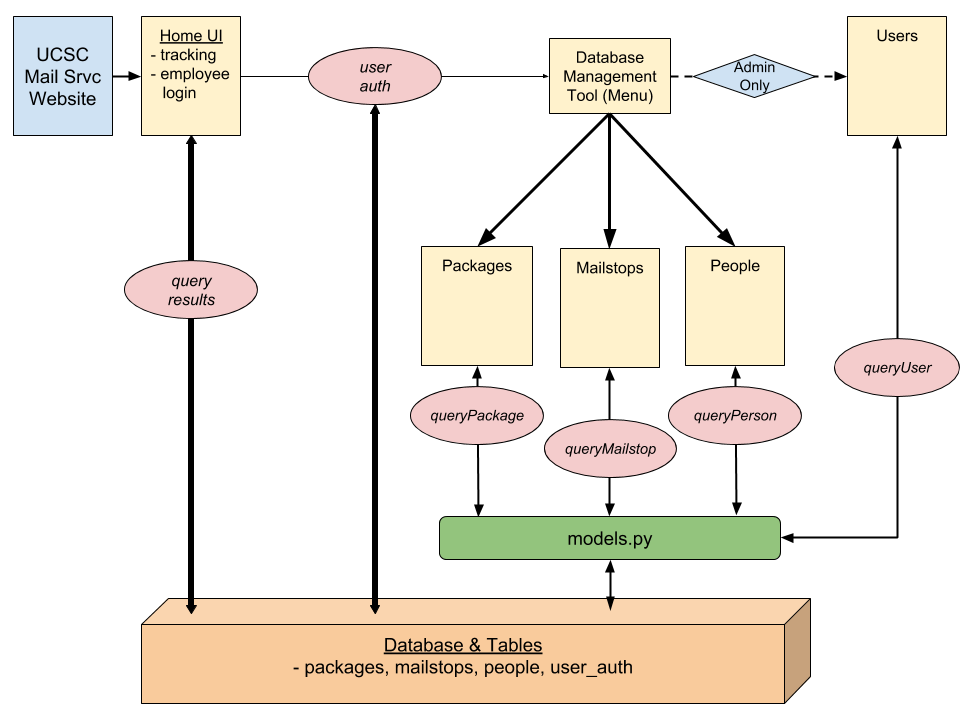 UCSC
Mail Srvc
Website
Home UI
- tracking
- employee
login
user
auth
Database
Management
Tool (Menu)
Admin
Only
Users
Packages
Mailstops
People
query
results
queryPackage
queryMailstop
queryPerson
queryUser
models.py
Database & Tables
- packages, mailstops, people, user_auth